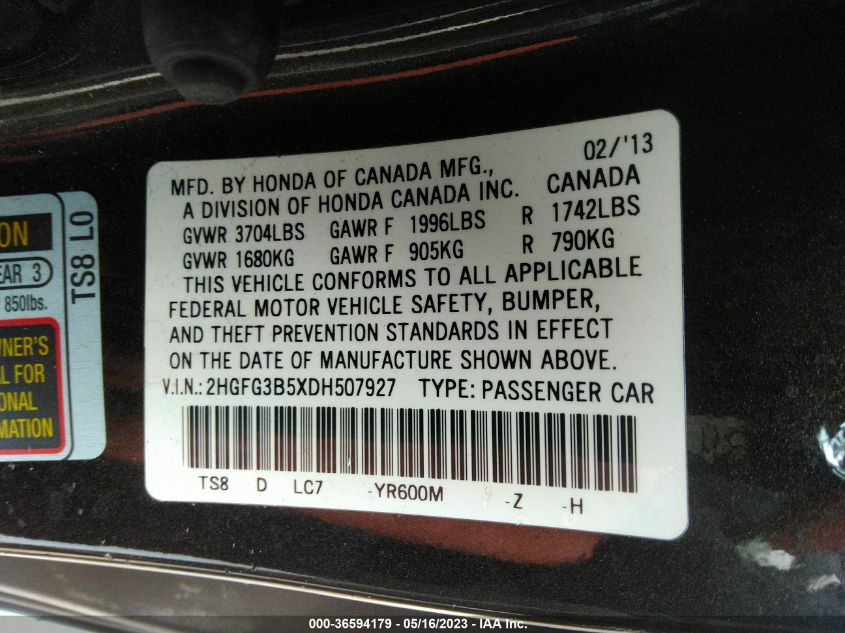 02/'13
MFD. BY HONDA OF CANADA MFG.,
A DIVISION OF HONDA CANADA INC. CANADA
GVWR 3704LBS GAWR F 1996LBS R 1742LBS
GVWR 1680KG GAWR F 905KG R 790KG
THIS VEHICLE CONFORMS TO ALL APPLICABLE
FEDERAL MOTOR VEHICLE SAFETY, BUMPER,
AND THEFT PREVENTION STANDARDS IN EFFECT
ON THE DATE OF MANUFACTURE SHOWN ABOVE.
V.I.N.: 2HGFG3B5XDH507927 TYPE: PASSENGER CAR
TS8 D LC7 -YR600M -Z -H
ON
EAR 3
850lbs.
NER'S
AL FOR
ONAL
MATION
TS8 L0
000-36594179 - 05/16/2023 - IAA Inc.